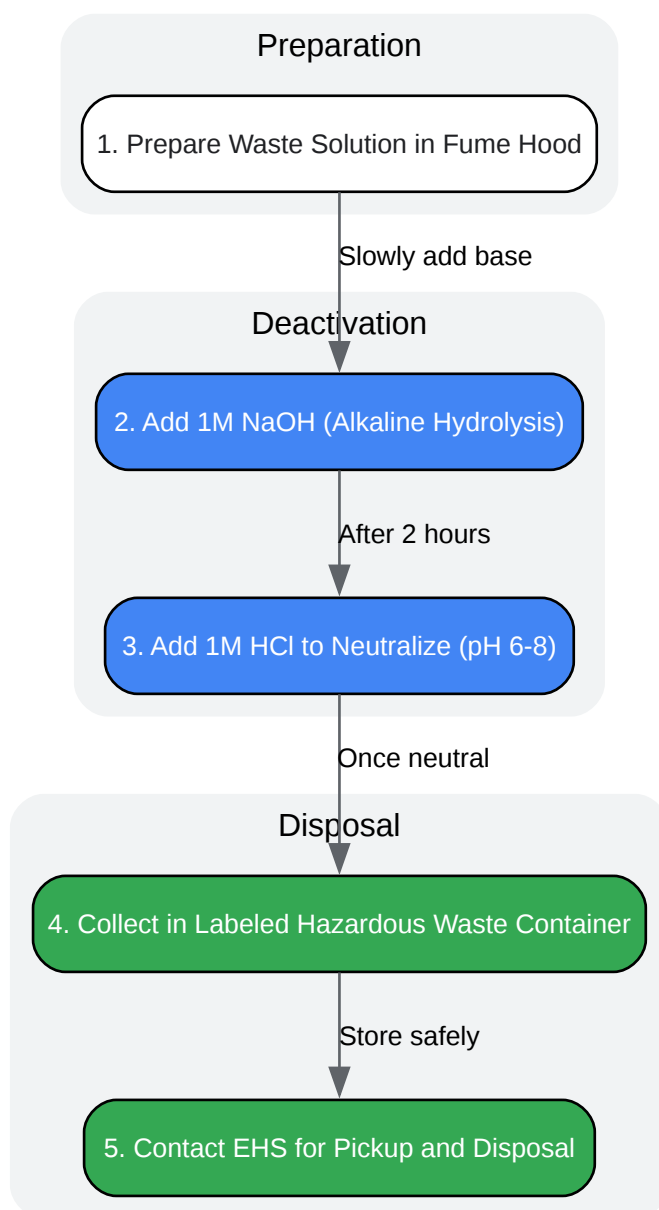 Preparation
1. Prepare Waste Solution in Fume Hood
Slowly add base
Deactivation
2. Add 1M NaOH (Alkaline Hydrolysis)
After 2 hours
3. Add 1M HCl to Neutralize (pH 6-8)
Once neutral
Disposal
4. Collect in Labeled Hazardous Waste Container
Store safely
5. Contact EHS for Pickup and Disposal